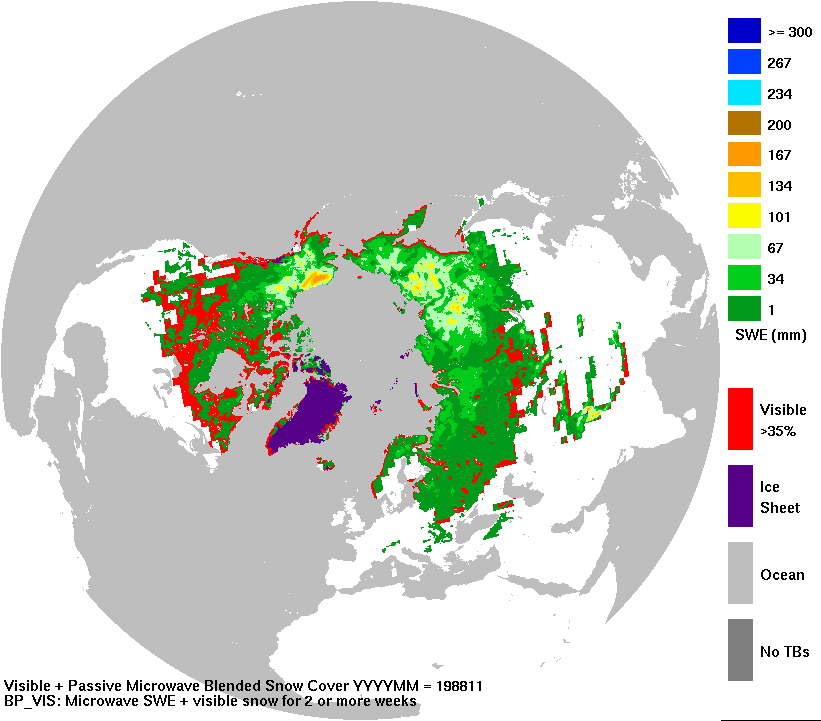 >= 300
267
234
200
167
134
101
67
34
1
SWE (mm)
Visible
>35%
Ice
Sheet
Ocean
No TBs
Visible + Passive Microwave Blended Snow Cover YYYYMM = 198811
BP_VIS: Microwave SWE + visible snow for 2 or more weeks